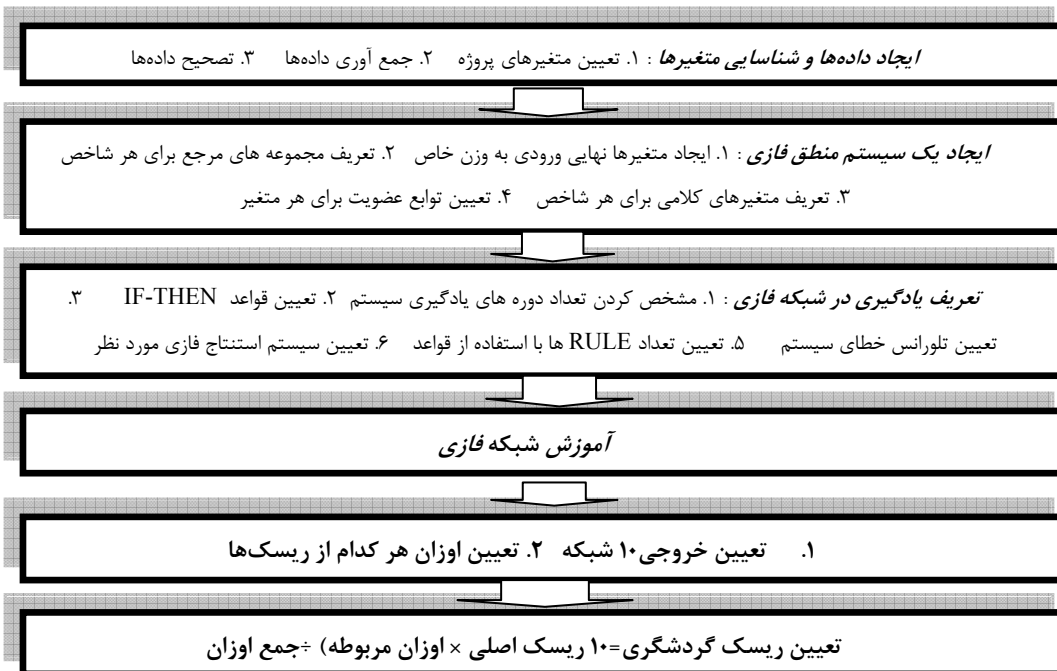 ایجاد داده‌ها و شناسایی متغیرها : ۱. تعیین متغیرهای پروژه ۲. جمع آوری داده‌ها ۳. تصحیح داده‌ها
ایجاد یک سیستم منطق فازی : ۱. ایجاد متغیرها نهایی ورودی به وزن خاص ۲. تعریف مجموعه های مرجع برای هر شاخص
۳. تعریف متغیرهای کلامی برای هر شاخص ۴. تعیین توابع عضویت برای هر متغیر
تعریف یادگیری در شبکه فازی : ۱. مشخص کردن تعداد دوره های یادگیری سیستم ۲. تعیین قواعد IF-THEN ۳.
تعیین تلورانس خطای سیستم ۵. تعیین تعداد RULE ها با استفاده از قواعد ۶. تعیین سیستم استنتاج فازی مورد نظر
آموزش شبکه فازی
۱. تعیین خروجی۱۰ شبکه ۲. تعیین اوزان هر کدام از ریسک‌ها
تعیین ریسک گردشگری=۱۰ ریسک اصلی × اوزان مربوطه) ÷جمع اوزان